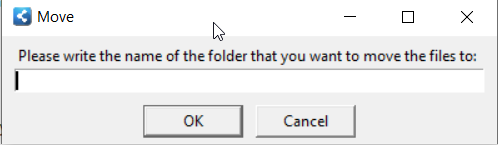 Move
Please write the name of the folder that you want to move the files to:
OK
Cancel